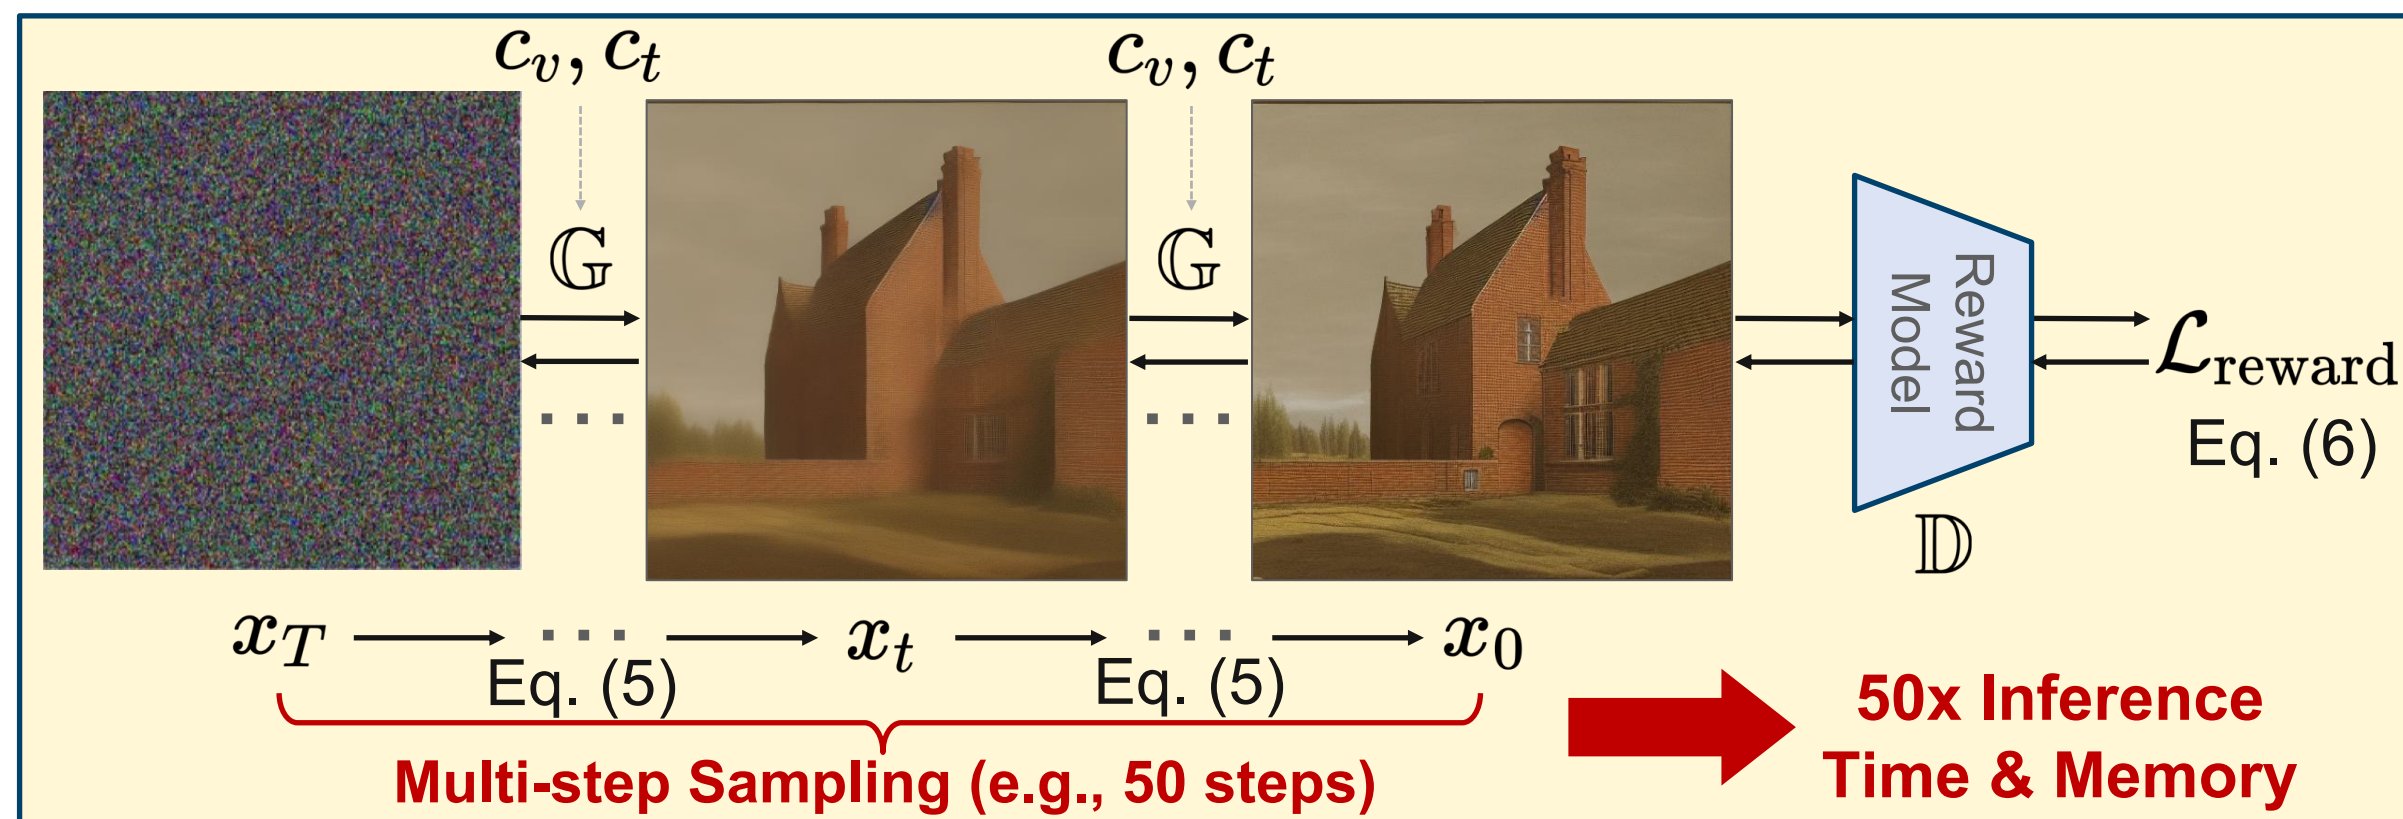 c_v, c_t
c_v, c_t
𝔾
𝔾
Reward
Model
ℒ_reward
Eq. (6)
𝔻
x_T
x_t
x_0
Eq. (5)
Eq. (5)
Multi-step Sampling (e.g., 50 steps)
50x Inference
Time & Memory